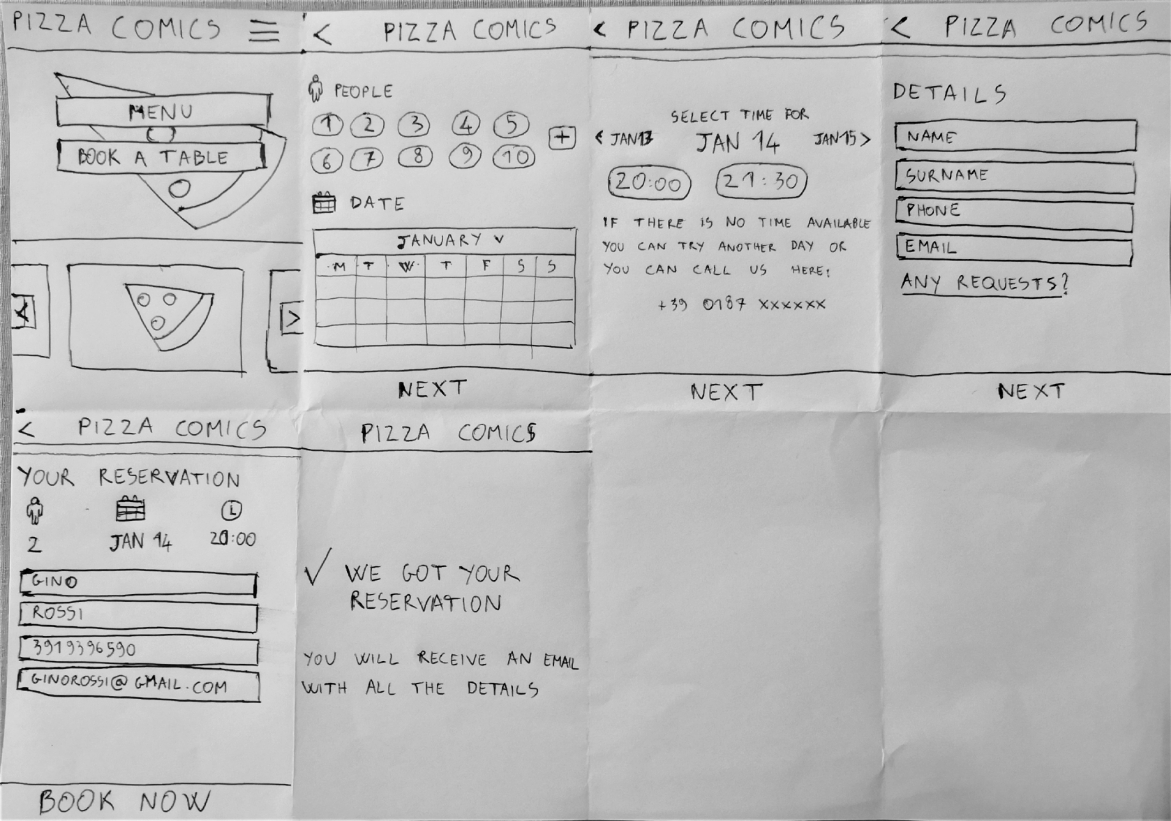 PIZZA COMICS
MENU
BOOK A TABLE
< PIZZA COMICS
PEOPLE
1 2 3 4 5 +
6 7 8 9 10
DATE
JANUARY
M T W T F S S
NEXT
< PIZZA COMICS
SELECT TIME FOR
< JAN 13 JAN 14 JAN 15 >
20:00 21:30
IF THERE IS NO TIME AVAILABLE
YOU CAN TRY ANOTHER DAY OR
YOU CAN CALL US HERE:
+39 0187 XXXXXX
NEXT
< PIZZA COMICS
DETAILS
NAME
SURNAME
PHONE
EMAIL
ANY REQUESTS?
NEXT
< PIZZA COMICS
YOUR RESERVATION
2 JAN 14 20:00
GINO
ROSSI
3919396590
GINOROSSI@GMAIL.COM
BOOK NOW
PIZZA COMICS
✓ WE GOT YOUR
RESERVATION
YOU WILL RECEIVE AN EMAIL
WITH ALL THE DETAILS